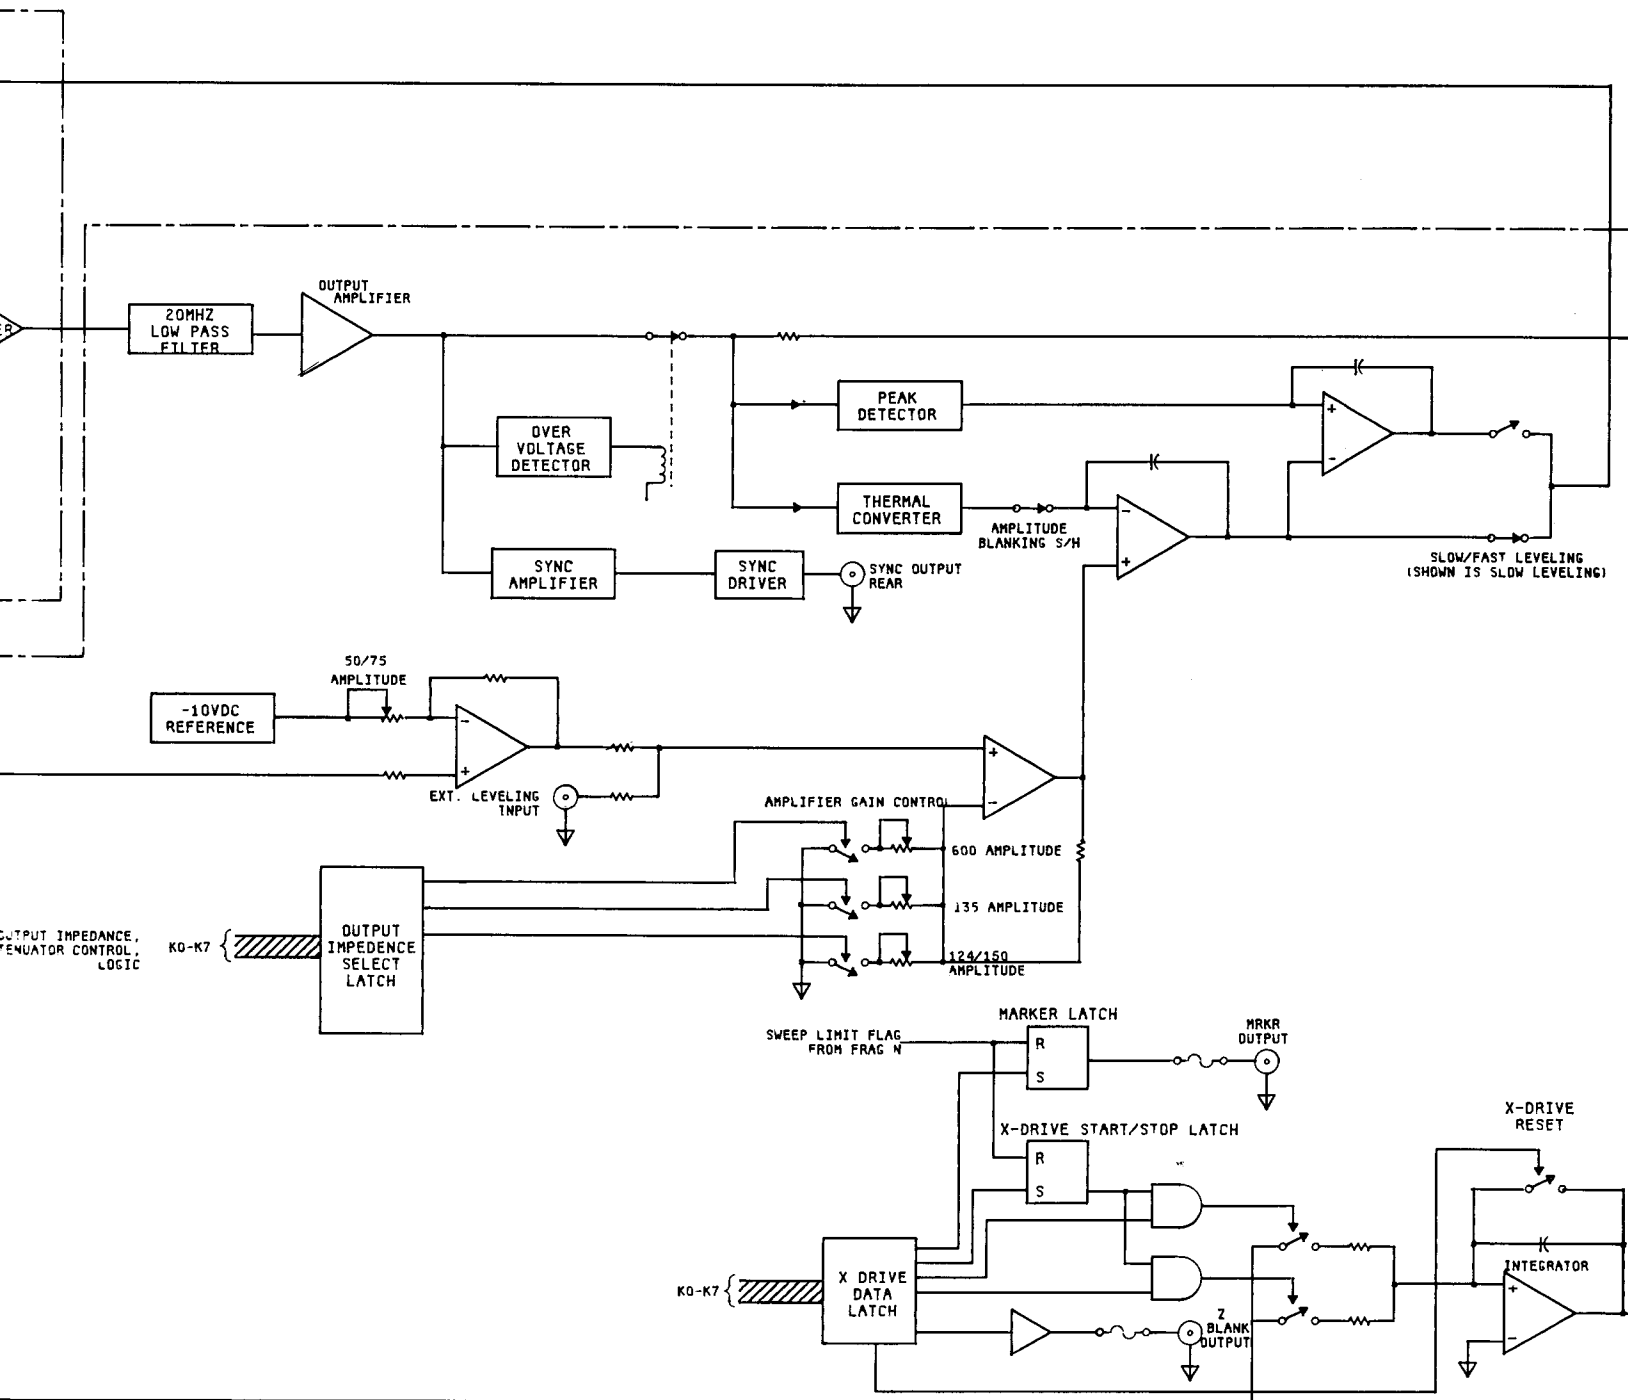 OUTPUT
AMPLIFIER
ER
20MHZ
LOW PASS
FILTER
PEAK
DETECTOR
OVER
VOLTAGE
DETECTOR
THERMAL
CONVERTER
AMPLITUDE
BLANKING S/H
SLOW/FAST LEVELING
(SHOWN IS SLOW LEVELING)
SYNC
AMPLIFIER
SYNC
DRIVER
SYNC OUTPUT
REAR
50/75
AMPLITUDE
-10VDC
REFERENCE
EXT. LEVELING
INPUT
AMPLIFIER GAIN CONTROL
600 AMPLITUDE
135 AMPLITUDE
124/150
AMPLITUDE
OUTPUT IMPEDANCE,
TENUATOR CONTROL,
LOGIC
K0-K7
OUTPUT
IMPEDENCE
SELECT
LATCH
SWEEP LIMIT FLAG
FROM FRAG N
MARKER LATCH
R
S
MRKR
OUTPUT
X-DRIVE START/STOP LATCH
R
S
X-DRIVE
RESET
K0-K7
X DRIVE
DATA
LATCH
Z
BLANK
OUTPUT
INTEGRATOR
+
-
-
+
-
+
+
-
+
-